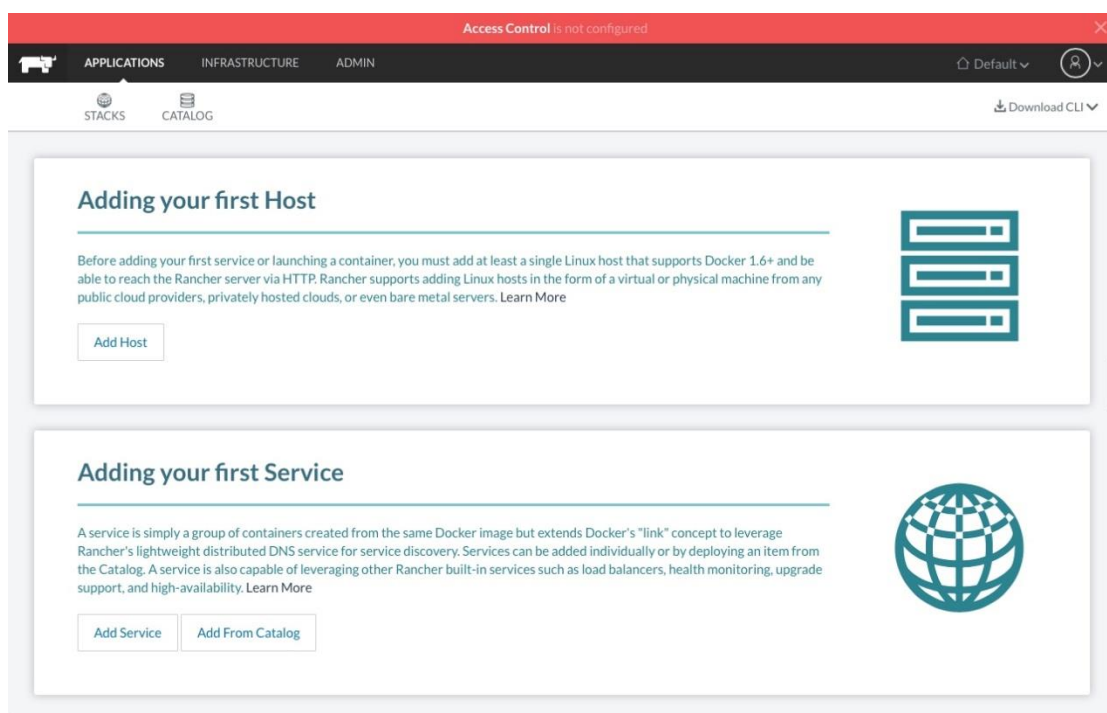 Access Control is not configured
APPLICATIONS INFRASTRUCTURE ADMIN Default
STACKS CATALOG Download CLI
Adding your first Host
Before adding your first service or launching a container, you must add at least a single Linux host that supports Docker 1.6+ and be
able to reach the Rancher server via HTTP. Rancher supports adding Linux hosts in the form of a virtual or physical machine from any
public cloud providers, privately hosted clouds, or even bare metal servers. Learn More
Add Host
Adding your first Service
A service is simply a group of containers created from the same Docker image but extends Docker's "link" concept to leverage
Rancher's lightweight distributed DNS service for service discovery. Services can be added individually or by deploying an item from
the Catalog. A service is also capable of leveraging other Rancher built-in services such as load balancers, health monitoring, upgrade
support, and high-availability. Learn More
Add Service Add From Catalog